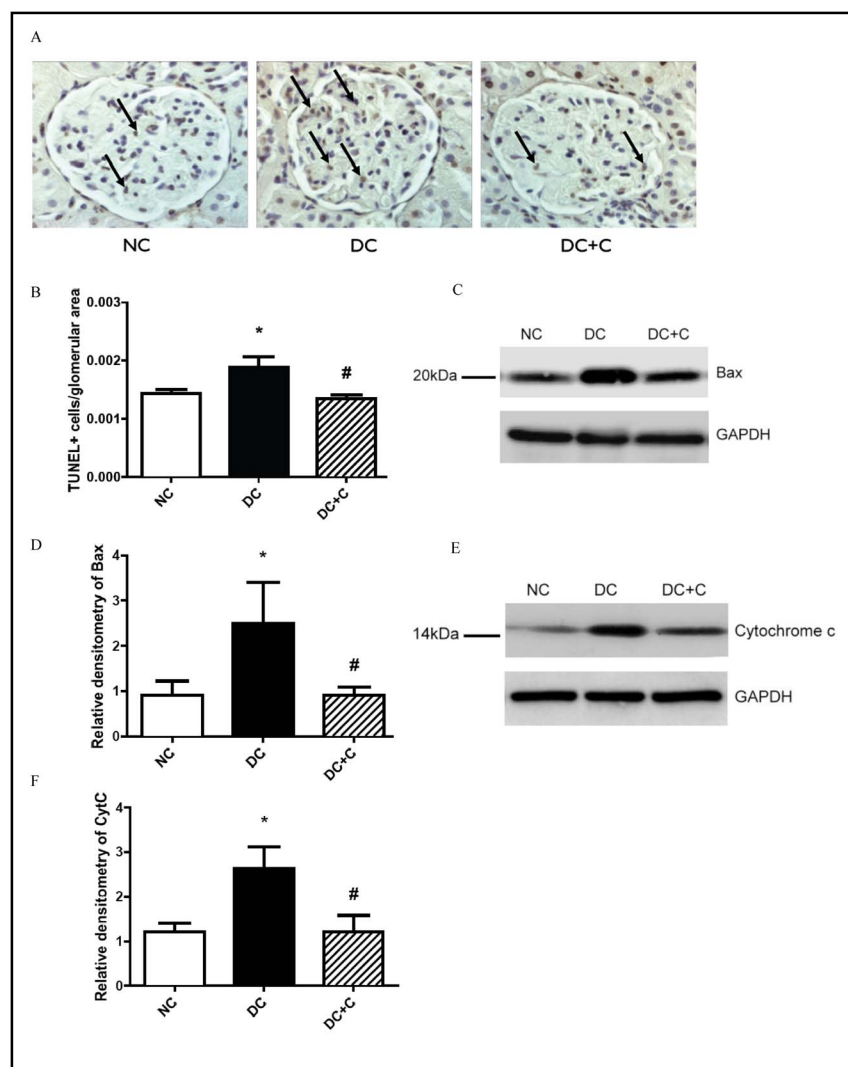 A
NC DC DC+C
B
0.003
0.002
0.001
0.000
TUNEL+ cells/glomerular area
*
#
NC DC DC+C
C
NC DC DC+C
20kDa
Bax
GAPDH
D
4
3
2
1
0
Relative densitometry of Bax
*
#
NC DC DC+C
E
NC DC DC+C
14kDa
Cytochrome c
GAPDH
F
4
3
2
1
0
Relative densitometry of CytC
*
#
NC DC DC+C